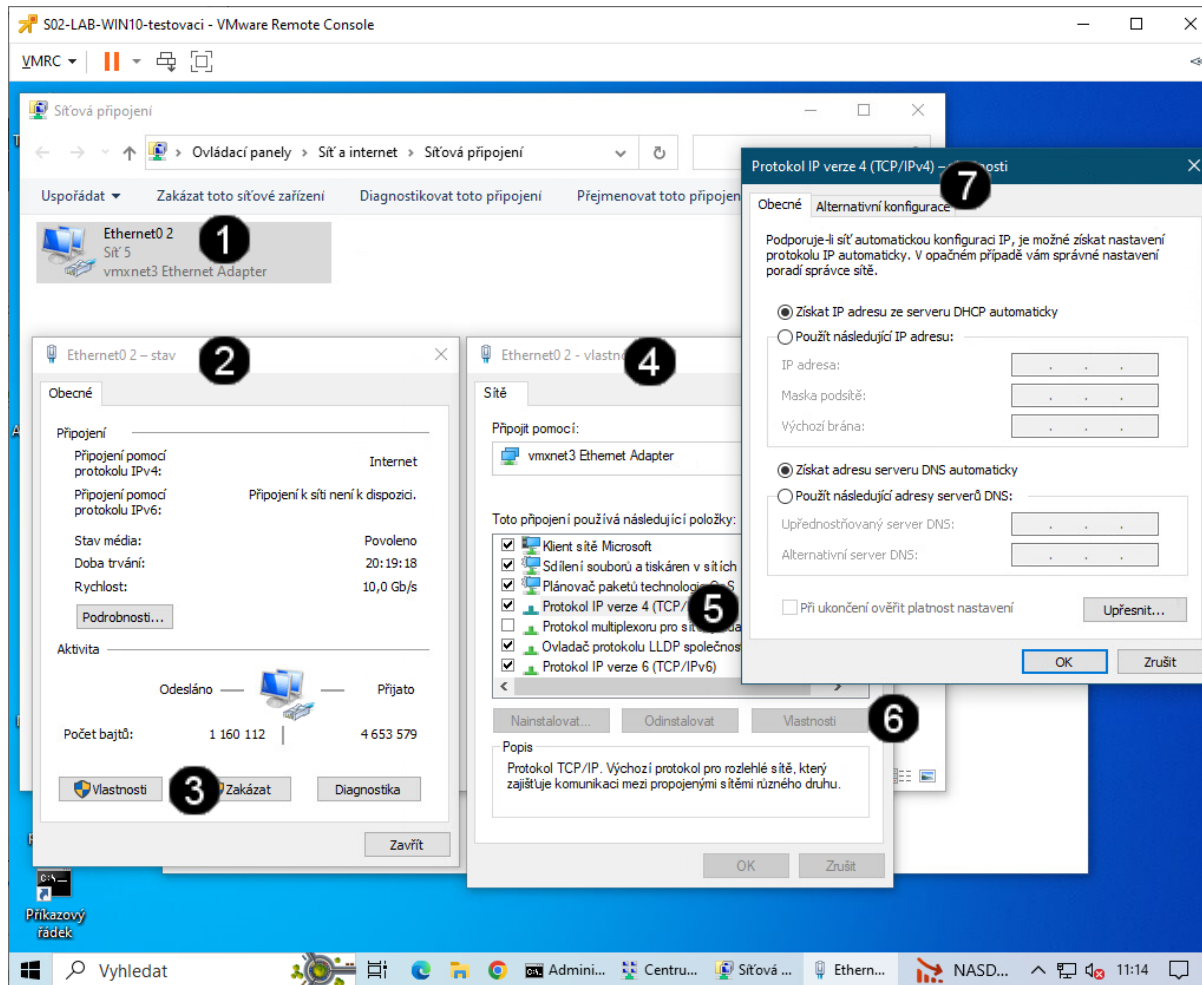 S02-LAB-WIN10-testovaci - VMware Remote Console
VMRC
Síťová připojení
Ovládací panely › Síť a internet › Síťová připojení
Uspořádat
Zakázat toto síťové zařízení
Diagnostikovat toto připojení
Přejmenovat toto připojen
1
Ethernet0 2
Síť 5
vmxnet3 Ethernet Adapter
2
Ethernet0 2 – stav
Obecné
Připojení
Připojení pomocí
protokolu IPv4:
Internet
Připojení pomocí
protokolu IPv6:
Připojení k síti není k dispozici.
Stav média:
Povoleno
Doba trvání:
20:19:18
Rychlost:
10,0 Gb/s
Podrobnosti...
Aktivita
Odesláno
Přijato
Počet bajtů:
1 160 112
4 653 579
3
Vlastnosti
Zakázat
Diagnostika
Zavřít
4
Ethernet0 2 - vlastn
Sítě
Připojit pomocí:
vmxnet3 Ethernet Adapter
Toto připojení používá následující položky:
Klient sítě Microsoft
Sdílení souborů a tiskáren v sítích
Plánovač paketů technologie QoS
5
Protokol IP verze 4 (TCP/
Protokol multiplexoru pro
Ovladač protokolu LLDP společnos
Protokol IP verze 6 (TCP/IPv6)
6
Nainstalovat...
Odinstalovat
Vlastnosti
Popis
Protokol TCP/IP. Výchozí protokol pro rozlehlé sítě, který
zajišťuje komunikaci mezi propojenými sítěmi různého druhu.
OK
Zrušit
7
Protokol IP verze 4 (TCP/IPv4) –
Obecné
Alternativní konfigurace
Podporuje-li síť automatickou konfiguraci IP, je možné získat nastavení
protokolu IP automaticky. V opačném případě vám správné nastavení
poradí správce sítě.
Získat IP adresu ze serveru DHCP automaticky
Použít následující IP adresu:
IP adresa:
Maska podsítě:
Výchozí brána:
Získat adresu serveru DNS automaticky
Použít následující adresy serverů DNS:
Upřednostňovaný server DNS:
Alternativní server DNS:
Při ukončení ověřit platnost nastavení
Upřesnit...
OK
Zrušit
C:\
Příkazový
řádek
Vyhledat
Admini...
Centru...
Síťová ...
Ethern...
NASD...
11:14